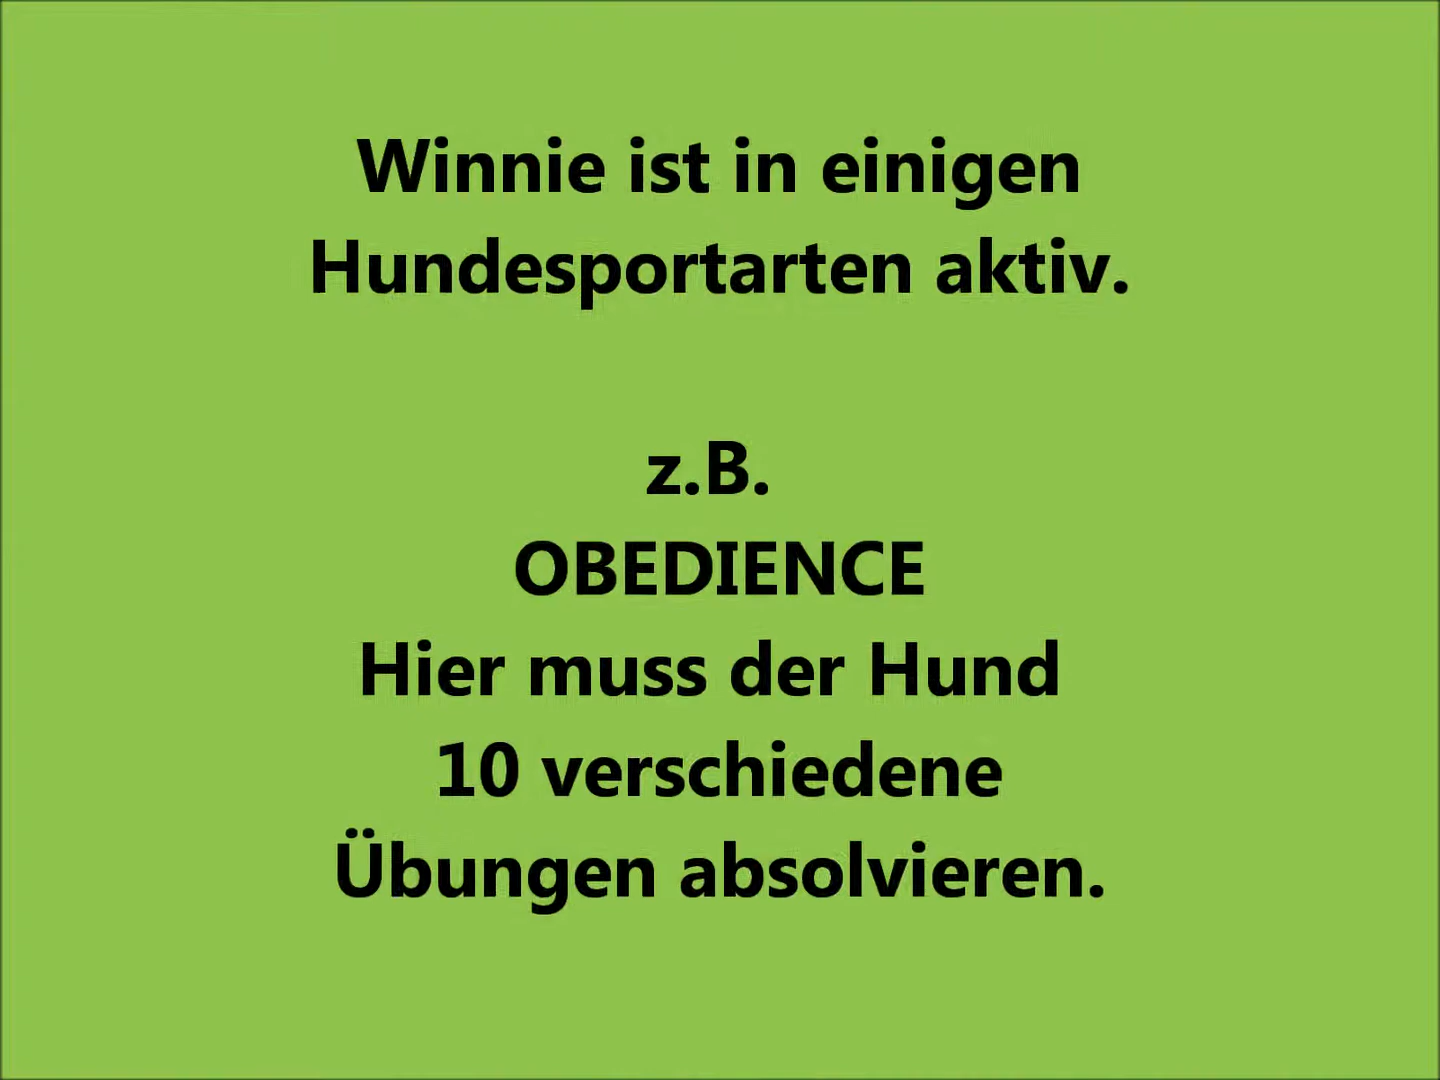 Winnie ist in einigen
Hundesportarten aktiv.
z.B.
OBEDIENCE
Hier muss der Hund
10 verschiedene
Übungen absolvieren.